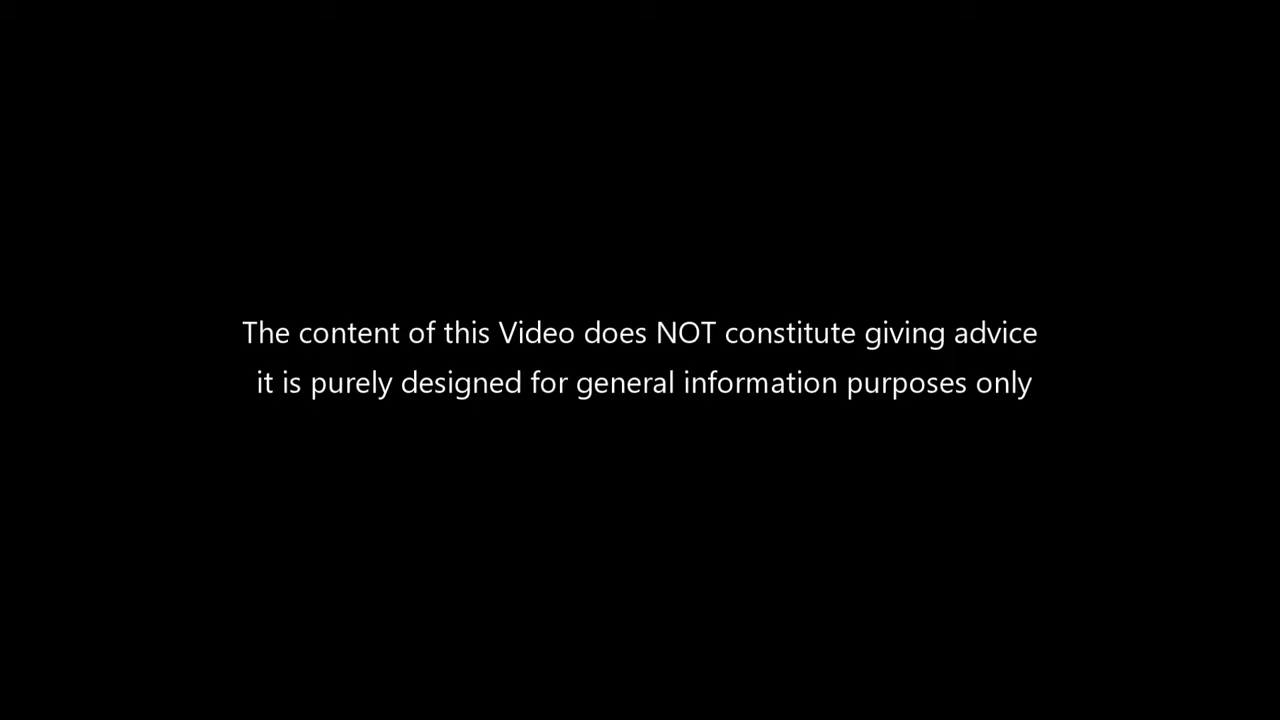 The content of this Video does NOT constitute giving advice
it is purely designed for general information purposes only